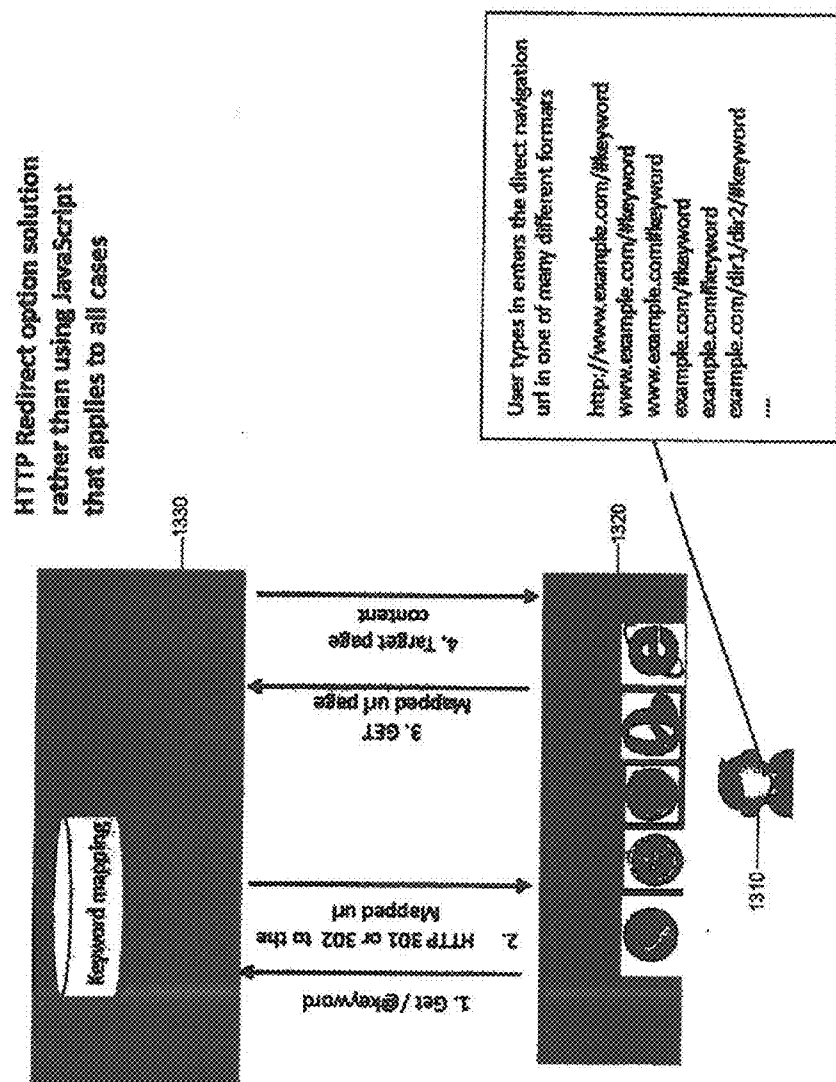 HTTP Redirect option solution
rather than using JavaScript
that applies to all cases
1330
Keyword mapping
1. Get /@keyword
2. HTTP 301 or 302 to the
Mapped url
3. GET
Mapped url page
4. Target page
content
1320
1310
User types in enters the direct navigation
url in one of many different formats
http://www.example.com/#keyword
www.example.com/#keyword
www.example.com#keyword
example.com/#keyword
example.com#keyword
example.com/dir1/dir2/#keyword
....